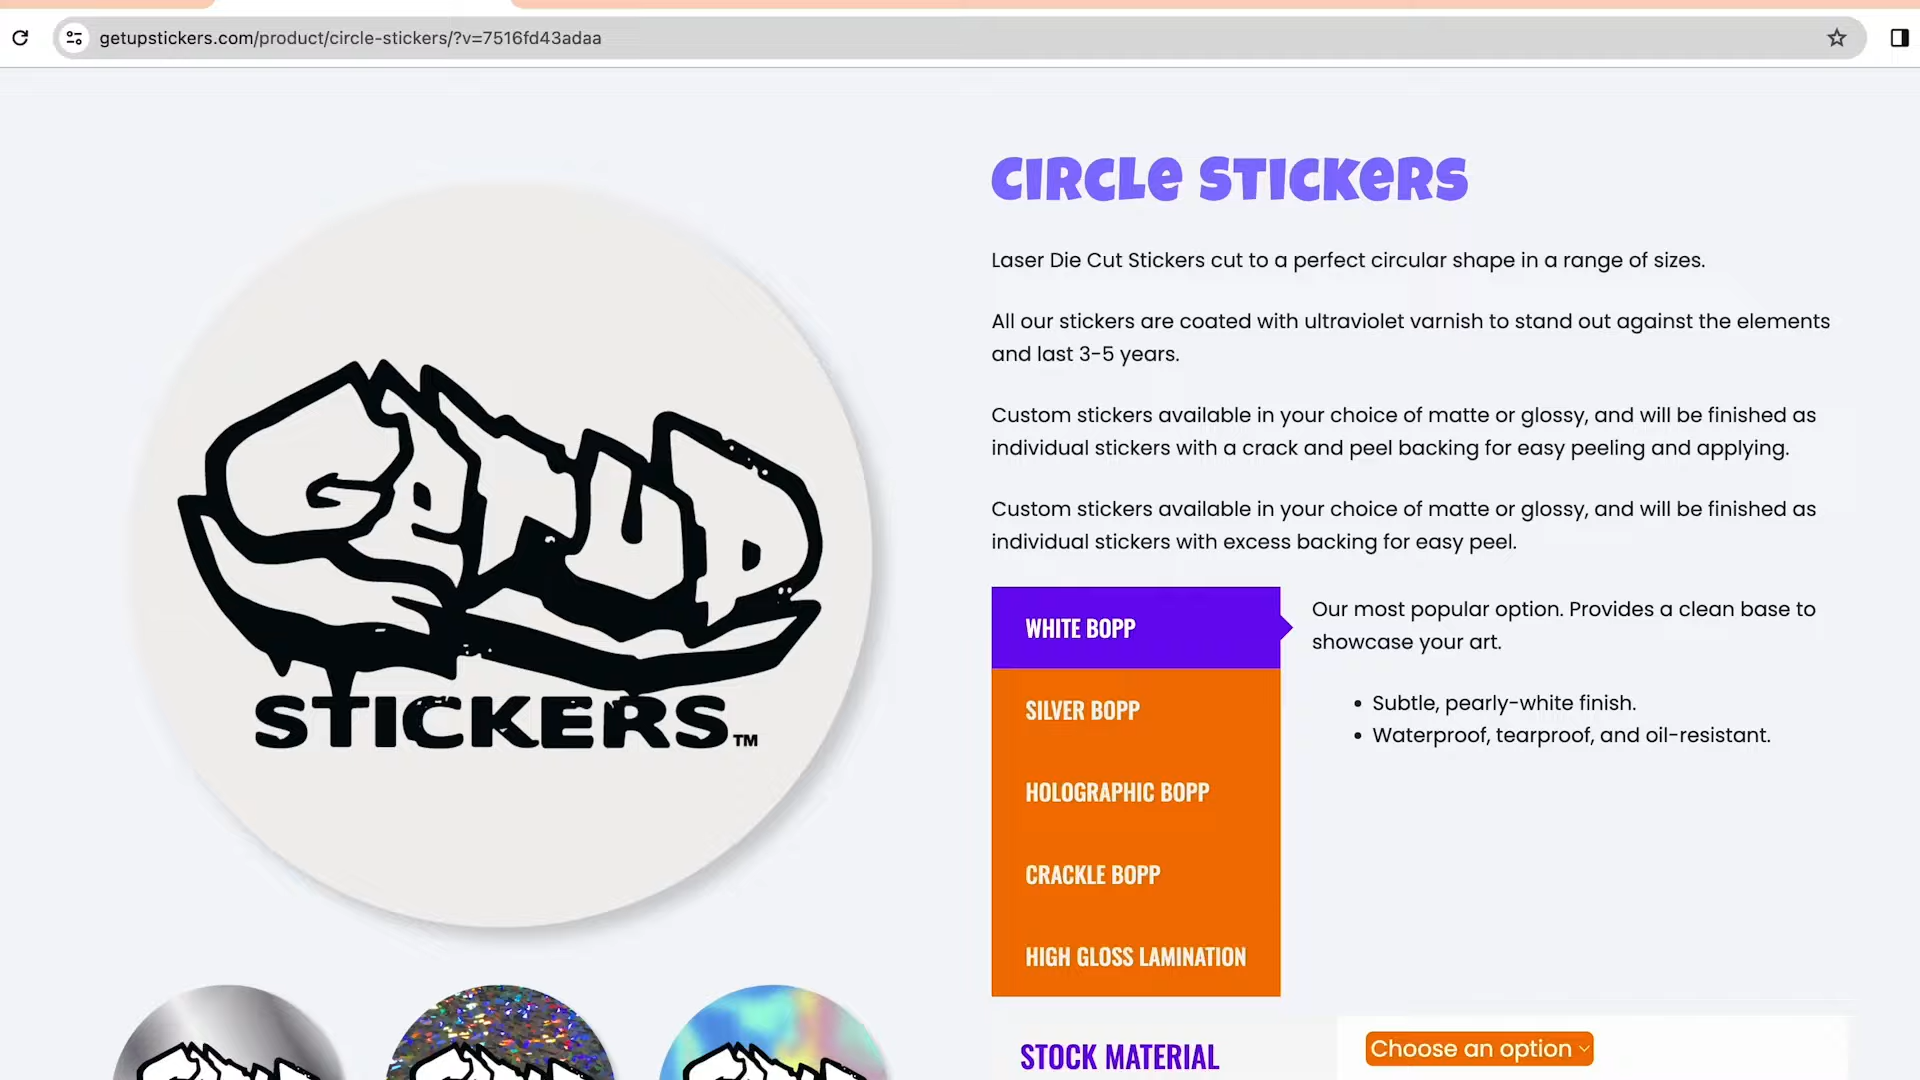 getupstickers.com/product/circle-stickers/?v=7516fd43adaa
CIRCLe STICKeRS
Laser Die Cut Stickers cut to a perfect circular shape in a range of sizes.
All our stickers are coated with ultraviolet varnish to stand out against the elements
and last 3-5 years.
Custom stickers available in your choice of matte or glossy, and will be finished as
individual stickers with a crack and peel backing for easy peeling and applying.
Custom stickers available in your choice of matte or glossy, and will be finished as
individual stickers with excess backing for easy peel.
GeTUP
STICKERS™
WHITE BOPP
Our most popular option. Provides a clean base to
showcase your art.
• Subtle, pearly-white finish.
• Waterproof, tearproof, and oil-resistant.
SILVER BOPP
HOLOGRAPHIC BOPP
CRACKLE BOPP
HIGH GLOSS LAMINATION
STOCK MATERIAL
Choose an option